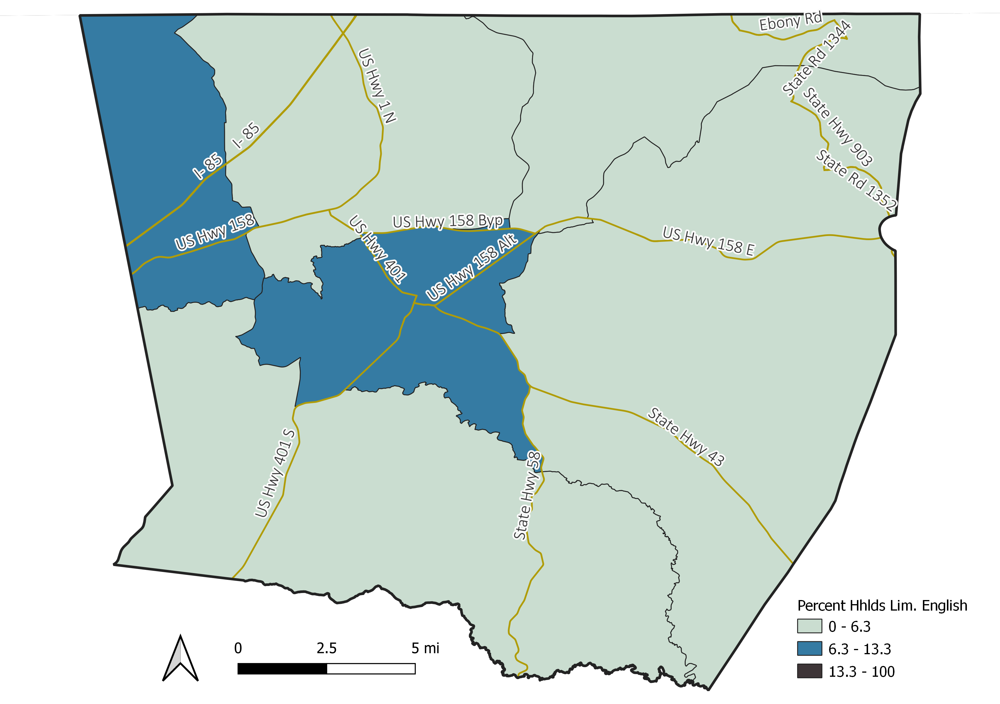 Ebony Rd
State Rd 1344
US Hwy 1 N
State Hwy 903
I- 85
I- 85
State Rd 1352
US Hwy 158
US Hwy 401
US Hwy 158 Byp
US Hwy 158 Alt
US Hwy 158 E
State Hwy 43
US Hwy 401 S
State Hwy 58
Percent Hhlds Lim. English
0 - 6.3
6.3 - 13.3
13.3 - 100
0 2.5 5 mi